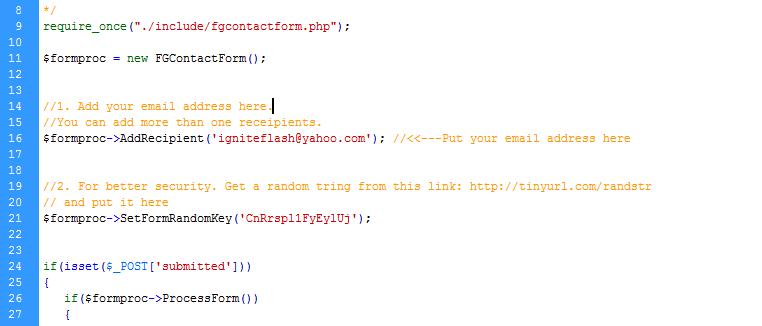 8 */
9 require_once("./include/fgcontactform.php");
10
11 $formproc = new FGContactForm();
12
13
14 //1. Add your email address here.
15 //You can add more than one receipients.
16 $formproc->AddRecipient('igniteflash@yahoo.com'); //<<---Put your email address here
17
18
19 //2. For better security. Get a random tring from this link: http://tinyurl.com/randstr
20 // and put it here
21 $formproc->SetFormRandomKey('CnRrspl1FyEylUj');
22
23
24 if(isset($_POST['submitted']))
25 {
26    if($formproc->ProcessForm())
27    {